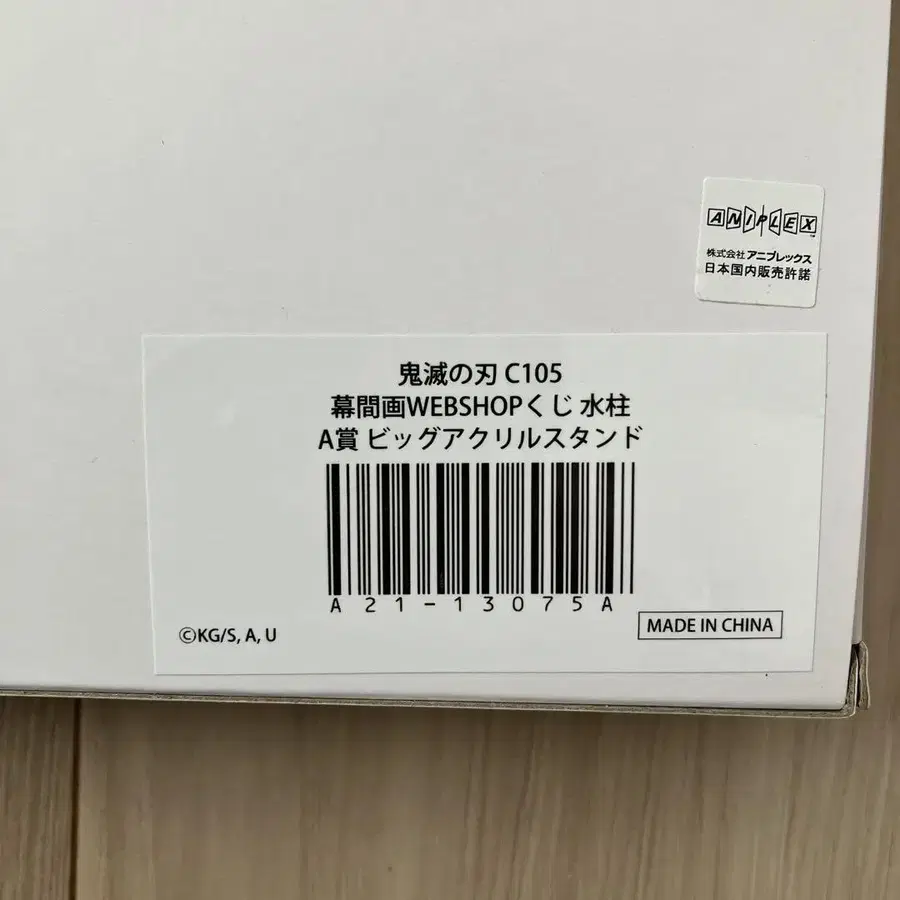 ANIPLEX
株式会社アニプレックス
日本国内販売許諾
鬼滅の刃 C105
幕間画WEBSHOPくじ 水柱
A賞 ビッグアクリルスタンド
A21-13075A
©KG/S, A, U
MADE IN CHINA